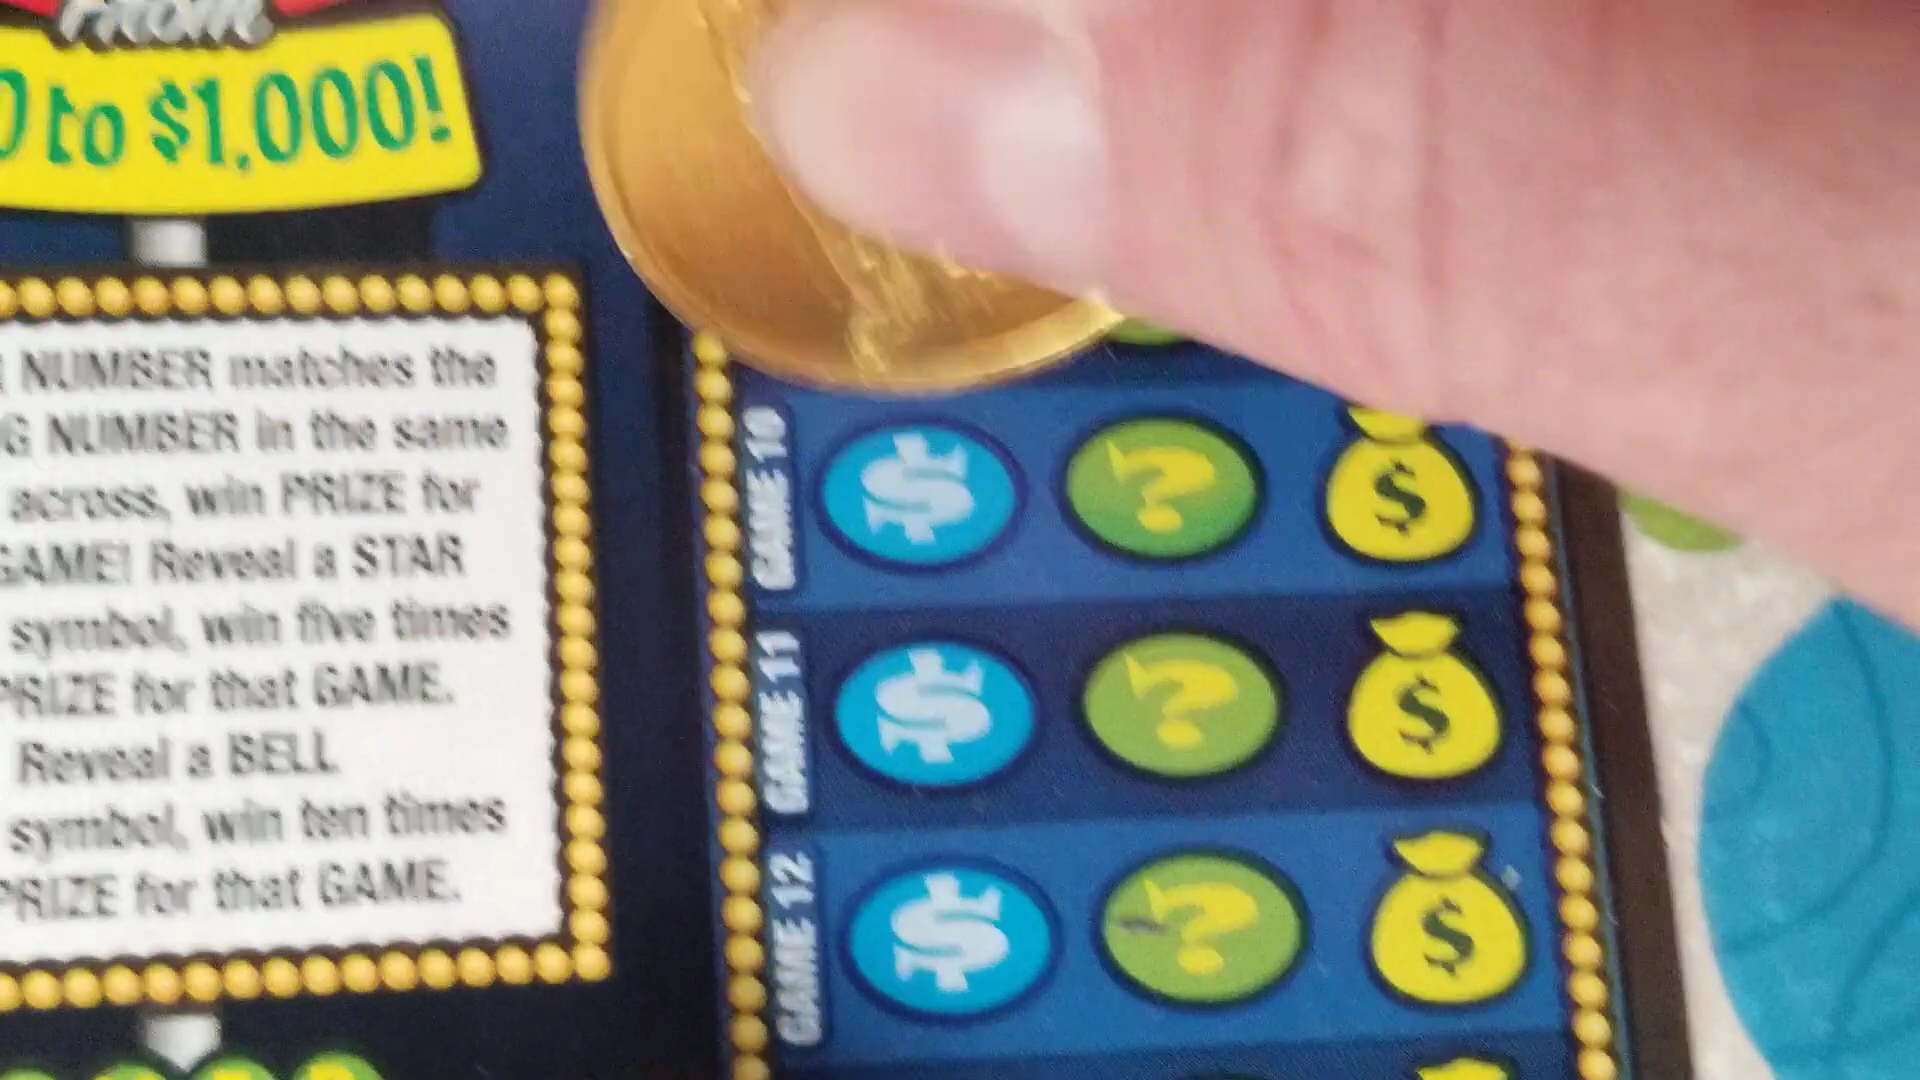 FROM
0 to $1,000!
NUMBER matches the
G NUMBER in the same
across, win PRIZE for
GAME! Reveal a STAR
symbol, win five times
PRIZE for that GAME.
Reveal a BELL
symbol, win ten times
PRIZE for that GAME.
GAME 10
$ ? $
GAME 11
$ ? $
GAME 12
$ ? $